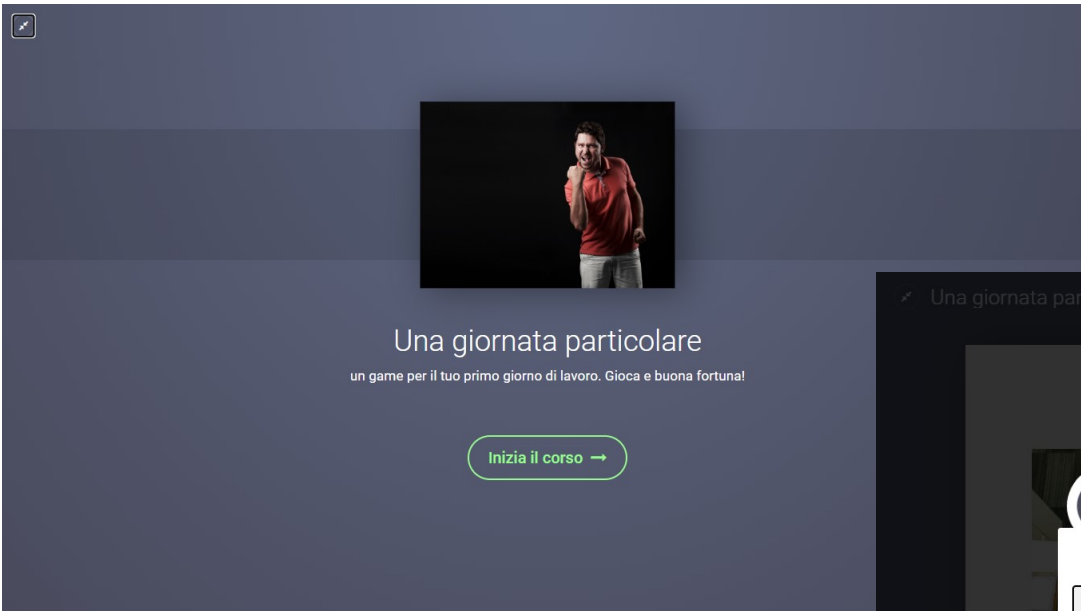 Una giornata particolare
un game per il tuo primo giorno di lavoro. Gioca e buona fortuna!
Inizia il corso →
Una giornata par